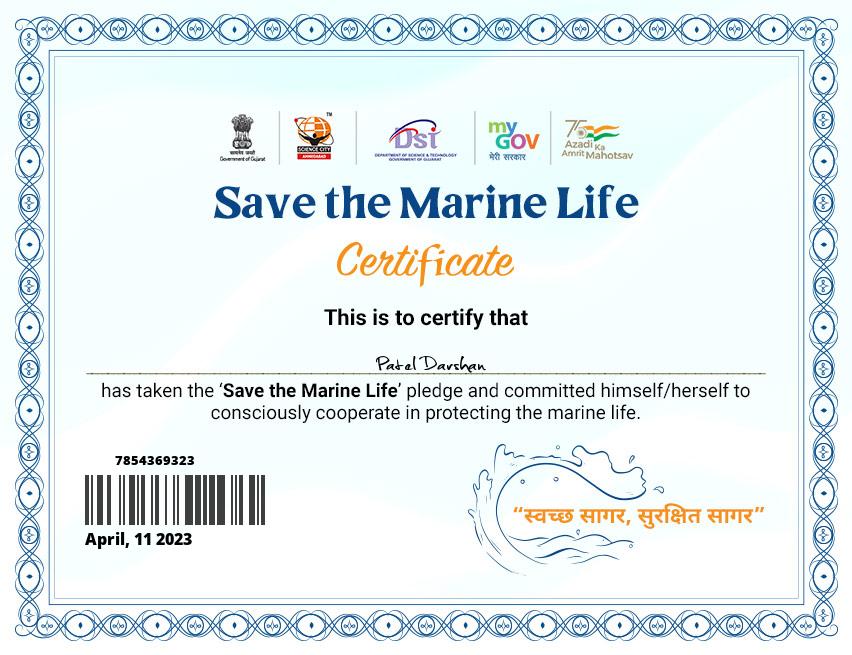 सत्यमेव जयते
Government of Gujarat
TM
SCIENCE CITY
AHMEDABAD
DST
DEPARTMENT OF SCIENCE & TECHNOLOGY
GOVERNMENT OF GUJARAT
my
GOV
मेरी सरकार
75
Azadi Ka
Amrit Mahotsav
Save the Marine Life
Certificate
This is to certify that
Patel Darshan
has taken the ‘Save the Marine Life’ pledge and committed himself/herself to
consciously cooperate in protecting the marine life.
7854369323
April, 11 2023
“स्वच्छ सागर, सुरक्षित सागर”